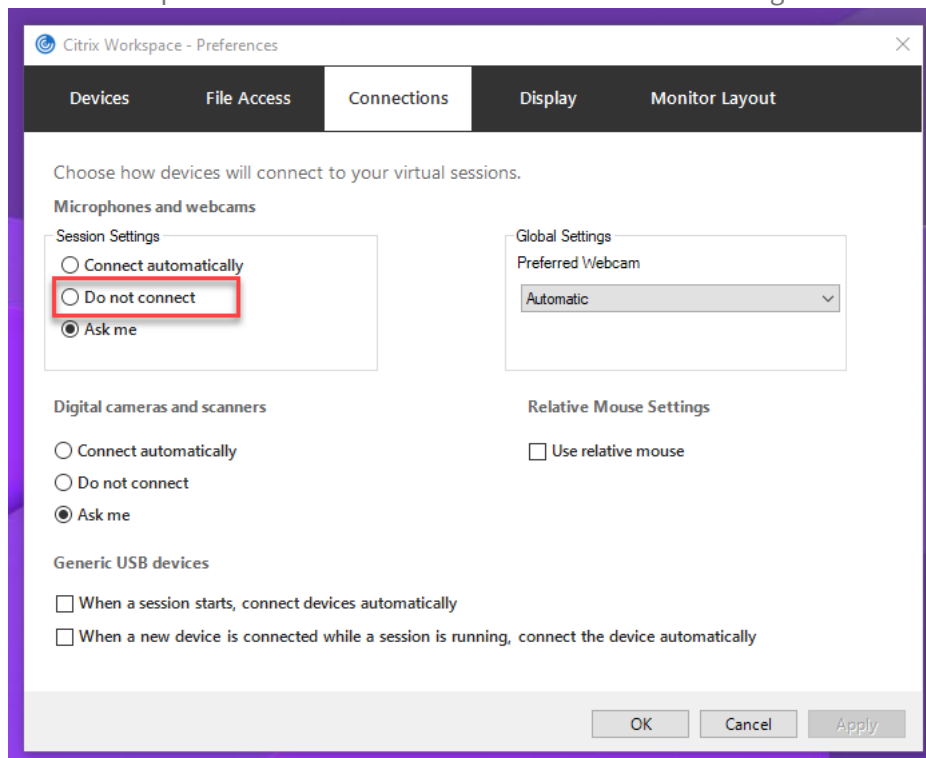 Citrix Workspace - Preferences
Devices File Access Connections Display Monitor Layout
Choose how devices will connect to your virtual sessions.
Microphones and webcams
Session Settings
Connect automatically
Do not connect
Ask me
Global Settings
Preferred Webcam
Automatic
Digital cameras and scanners
Connect automatically
Do not connect
Ask me
Relative Mouse Settings
Use relative mouse
Generic USB devices
When a session starts, connect devices automatically
When a new device is connected while a session is running, connect the device automatically
OK Cancel Apply